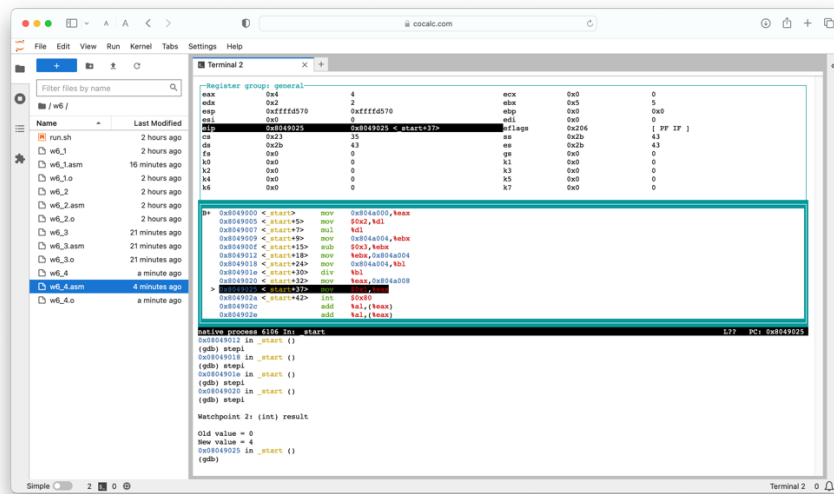 cocalc.com
File Edit View Run Kernel Tabs Settings Help
Terminal 2
Filter files by name
/ w6 /
Name Last Modified
run.sh 2 hours ago
w6_1 2 hours ago
w6_1.asm 16 minutes ago
w6_1.o 2 hours ago
w6_2 2 hours ago
w6_2.asm 2 hours ago
w6_2.o 2 hours ago
w6_3 21 minutes ago
w6_3.asm 21 minutes ago
w6_3.o 21 minutes ago
w6_4 a minute ago
w6_4.asm 4 minutes ago
w6_4.o a minute ago
Register group: general
eax 0x4 4 ecx 0x0 0
edx 0x2 2 ebx 0x5 5
esp 0xffffd570 0xffffd570 ebp 0x0 0x0
esi 0x0 0 edi 0x0 0
eip 0x8049025 0x8049025 <_start+37> eflags 0x206 [ PF IF ]
cs 0x23 35 ss 0x2b 43
ds 0x2b 43 es 0x2b 43
fs 0x0 0 gs 0x0 0
k0 0x0 0 k1 0x0 0
k2 0x0 0 k3 0x0 0
k4 0x0 0 k5 0x0 0
k6 0x0 0 k7 0x0 0
B+ 0x8049000 <_start> mov 0x804a000,%eax
0x8049005 <_start+5> mov $0x2,%dl
0x8049007 <_start+7> mul %dl
0x8049009 <_start+9> mov 0x804a004,%ebx
0x804900f <_start+15> sub $0x3,%ebx
0x8049012 <_start+18> mov %ebx,0x804a004
0x8049018 <_start+24> mov 0x804a004,%bl
0x804901e <_start+30> div %bl
0x8049020 <_start+32> mov %eax,0x804a008
> 0x8049025 <_start+37> mov $0x1,%eax
0x804902a <_start+42> int $0x80
0x804902c add %al,(%eax)
0x804902e add %al,(%eax)
native process 6106 In: _start L?? PC: 0x8049025
0x08049012 in _start ()
(gdb) stepi
0x08049018 in _start ()
(gdb) stepi
0x0804901e in _start ()
(gdb) stepi
0x08049020 in _start ()
(gdb) stepi
Watchpoint 2: (int) result
Old value = 0
New value = 4
0x08049025 in _start ()
(gdb)
Simple 2 0 Terminal 2 0